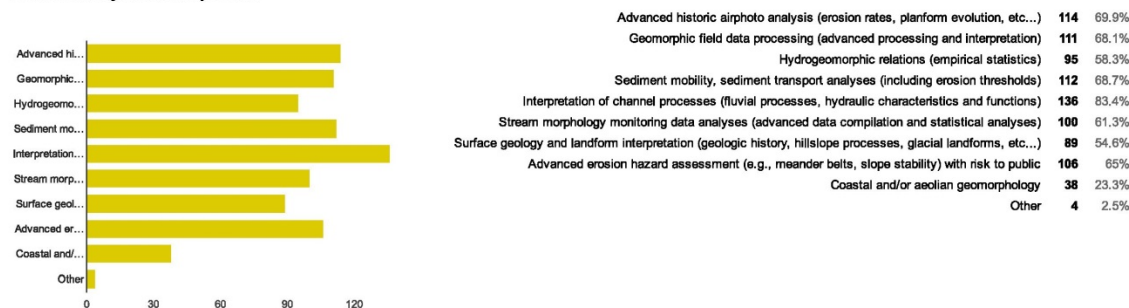 Advanced hi...
Geomorphic...
Hydrogeomo...
Sediment mo...
Interpretation...
Stream morp...
Surface geol...
Advanced er...
Coastal and/...
Other
0 30 60 90 120
Advanced historic airphoto analysis (erosion rates, planform evolution, etc...) 114 69.9%
Geomorphic field data processing (advanced processing and interpretation) 111 68.1%
Hydrogeomorphic relations (empirical statistics) 95 58.3%
Sediment mobility, sediment transport analyses (including erosion thresholds) 112 68.7%
Interpretation of channel processes (fluvial processes, hydraulic characteristics and functions) 136 83.4%
Stream morphology monitoring data analyses (advanced data compilation and statistical analyses) 100 61.3%
Surface geology and landform interpretation (geologic history, hillslope processes, glacial landforms, etc...) 89 54.6%
Advanced erosion hazard assessment (e.g., meander belts, slope stability) with risk to public 106 65%
Coastal and/or aeolian geomorphology 38 23.3%
Other 4 2.5%